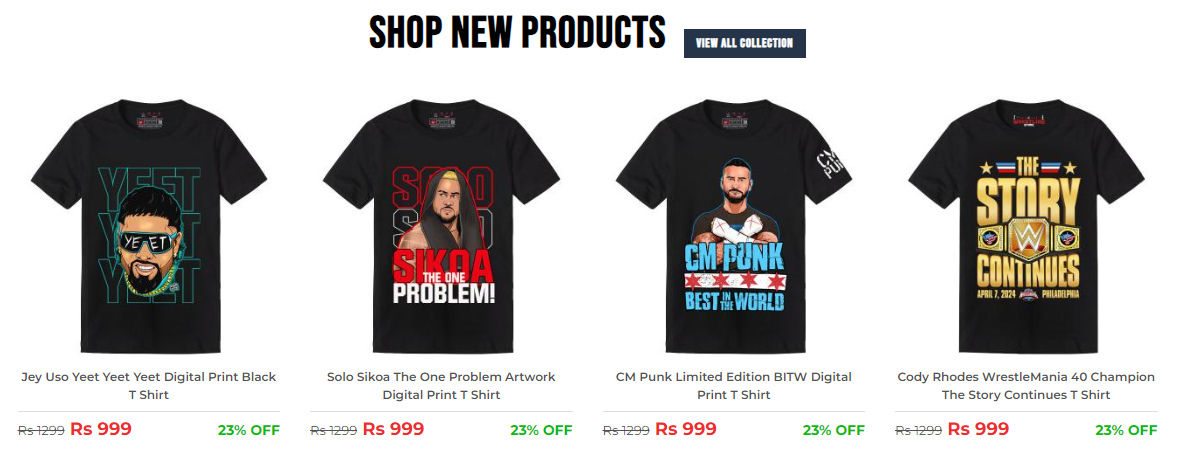 SHOP NEW PRODUCTS
VIEW ALL COLLECTION
YEET
YEET
YEET
YEET
SOLO
SOLO
SIKOA
THE ONE
PROBLEM!
CM
PUNK
CM PUNK
BEST IN THE WORLD
THE
STORY
W
CONTINUES
APRIL 7, 2024 PHILADELPHIA
Jey Uso Yeet Yeet Yeet Digital Print Black
T Shirt
Rs 1299 Rs 999 23% OFF
Solo Sikoa The One Problem Artwork
Digital Print T Shirt
Rs 1299 Rs 999 23% OFF
CM Punk Limited Edition BITW Digital
Print T Shirt
Rs 1299 Rs 999 23% OFF
Cody Rhodes WrestleMania 40 Champion
The Story Continues T Shirt
Rs 1299 Rs 999 23% OFF